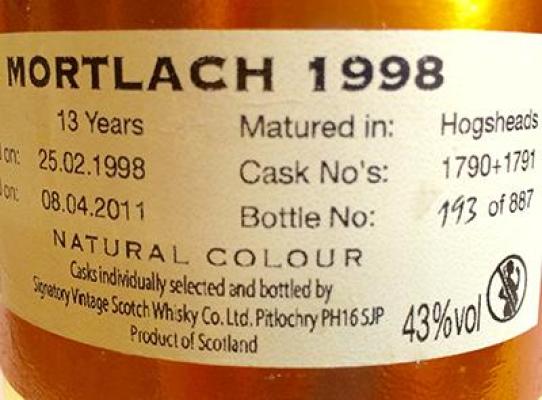 MORTLACH 1998
13 Years Matured in: Hogsheads
on: 25.02.1998 Cask No's: 1790+1791
on: 08.04.2011 Bottle No: 193 of 887
NATURAL COLOUR
Casks individually selected and bottled by
Signatory Vintage Scotch Whisky Co. Ltd. Pitlochry PH16 5JP
Product of Scotland
43%vol